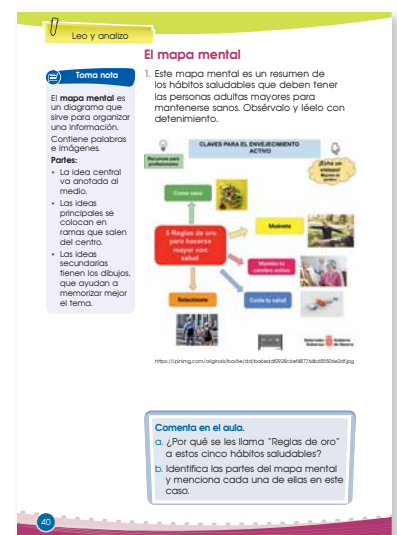 Leo y analizo
El mapa mental
Toma nota
El mapa mental es
un diagrama que
sirve para organizar
una información.
Contiene palabras
e imágenes.
Partes:
• La idea central
va anotada al
medio.
• Las ideas
principales se
colocan en
ramas que salen
del centro.
• Las ideas
secundarias
tienen los dibujos,
que ayudan a
memorizar mejor
el tema.
1. Este mapa mental es un resumen de
los hábitos saludables que deben tener
las personas adultas mayores para
mantenerse sanos. Obsérvalo y léelo con
detenimiento.
CLAVES PARA EL ENVEJECIMIENTO
ACTIVO
Recursos para
profesionales
¡Echa un
vistazo!
Come sano
5 Reglas de oro
para hacerse
mayor con
salud
Muévete
Mantén tu
cerebro activo
Relaciónate
Cuida tu salud
Comenta en el aula.
a. ¿Por qué se les llama "Reglas de oro"
a estos cinco hábitos saludables?
b. Identifica las partes del mapa mental
y menciona cada una de ellas en este
caso.
40